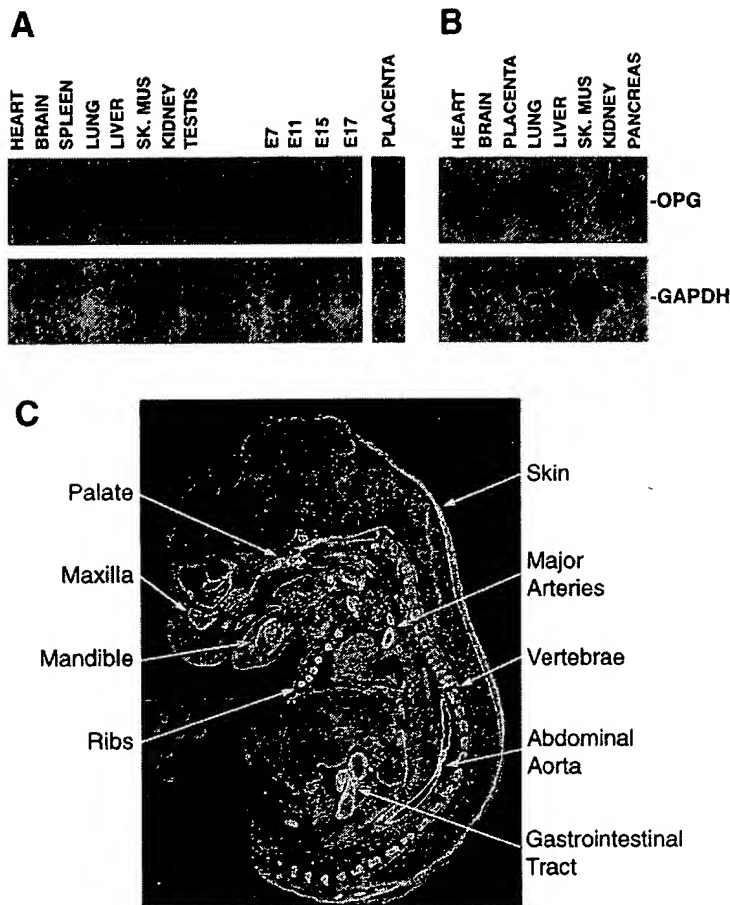 A
HEART
BRAIN
SPLEEN
LUNG
LIVER
SK. MUS
KIDNEY
TESTIS
E7
E11
E15
E17
PLACENTA
B
HEART
BRAIN
PLACENTA
LUNG
LIVER
SK. MUS
KIDNEY
PANCREAS
-OPG
-GAPDH
C
Palate
Maxilla
Mandible
Ribs
Skin
Major
Arteries
Vertebrae
Abdominal
Aorta
Gastrointestinal
Tract